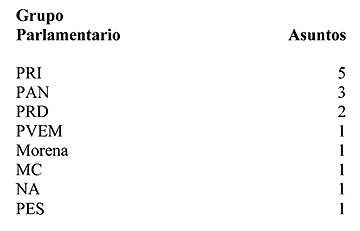 Grupo
Parlamentario Asuntos
PRI 5
PAN 3
PRD 2
PVEM 1
Morena 1
MC 1
NA 1
PES 1